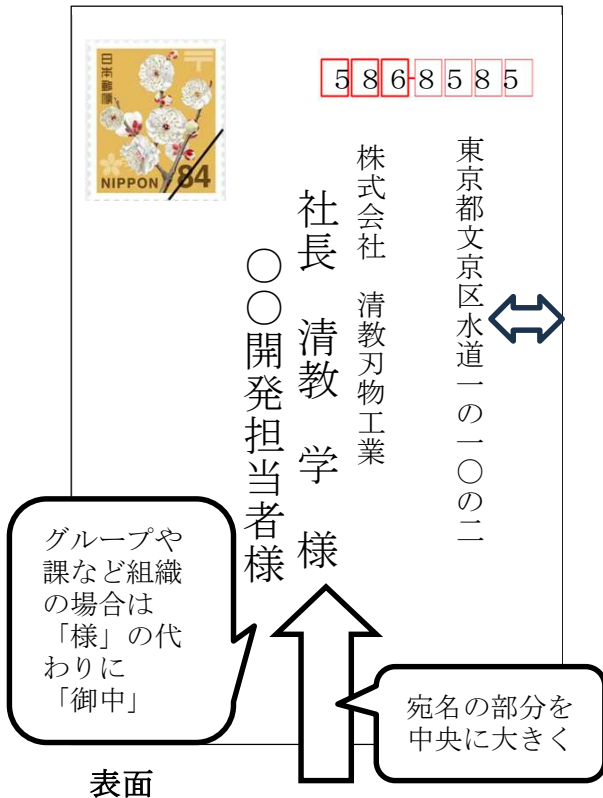 日本郵便
NIPPON 84
586-8585
東京都文京区水道一の一〇の二
株式会社 清教刃物工業
社長 清教 学 様
〇〇開発担当者様
グループや
課など組織
の場合は
「様」の代
わりに
「御中」
宛名の部分を
中央に大きく
表面